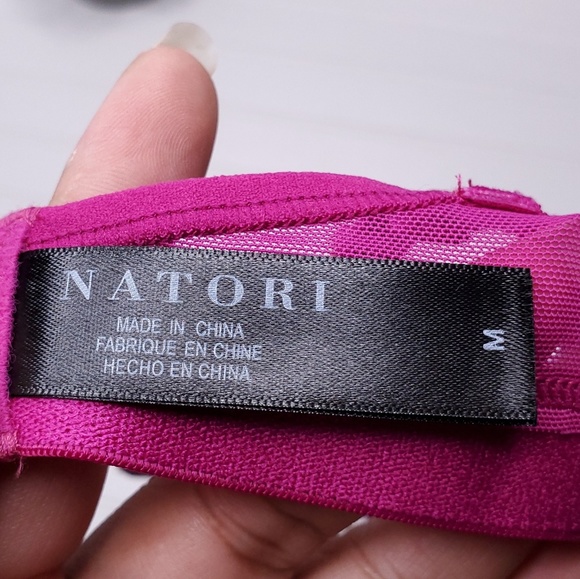 NATORI
MADE IN CHINA
FABRIQUE EN CHINE
HECHO EN CHINA
M